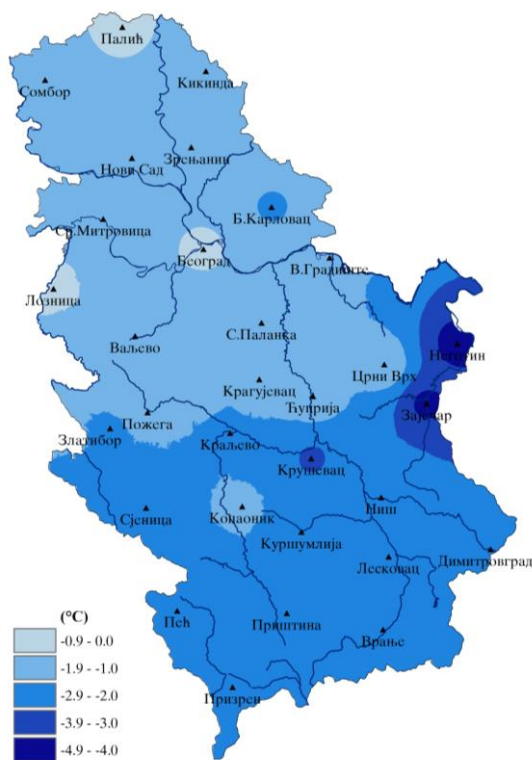 Палић
Кикинда
Сомбор
Зрењанин
Нови Сад
Б.Карловац
Ср.Митровица
Београд
В.Градиште
Лозница
С.Паланка
Неготин
Ваљево
Црни Врх
Крагујевац
Ћуприја
Зајечар
Пожега
Златибор
Краљево
Крушевац
Ниш
Сјеница
Копаоник
Куршумлија
Димитровград
Лесковац
Пећ
Приштина
Врање
Призрен
(°C)
-0.9 - 0.0
-1.9 - -1.0
-2.9 - -2.0
-3.9 - -3.0
-4.9 - -4.0